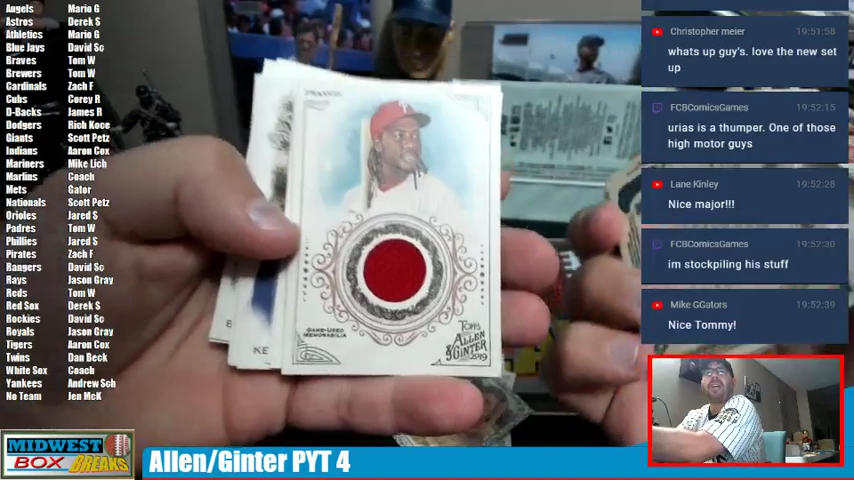 Angels Mario G
Astros Derek S
Athletics Mario G
Blue Jays David Sc
Braves Tom W
Brewers Tom W
Cardinals Zach F
Cubs Corey R
D-Backs James R
Dodgers Rich Koce
Giants Scott Petz
Indians Aaron Cox
Mariners Mike Lich
Marlins Coach
Mets Gator
Nationals Scott Petz
Orioles Jared S
Padres Tom W
Phillies Jared S
Pirates Zach F
Rangers David Sc
Rays Jason Gray
Reds Tom W
Red Sox Derek S
Rockies David Sc
Royals Jason Gray
Tigers Aaron Cox
Twins Dan Beck
White Sox Coach
Yankees Andrew Sch
No Team Jen McK
MIDWEST
BOX BREAKS
Allen/Ginter PYT 4
GAME-USED
MEMORABILIA
TOPPS
ALLEN
& GINTER
2019
KE
Christopher meier 19:51:58
whats up guy's. love the new set
up
FCBComicsGames 19:52:15
urias is a thumper. One of those
high motor guys
Lane Kinley 19:52:28
Nice major!!!
FCBComicsGames 19:52:30
im stockpiling his stuff
Mike GGators 19:52:39
Nice Tommy!